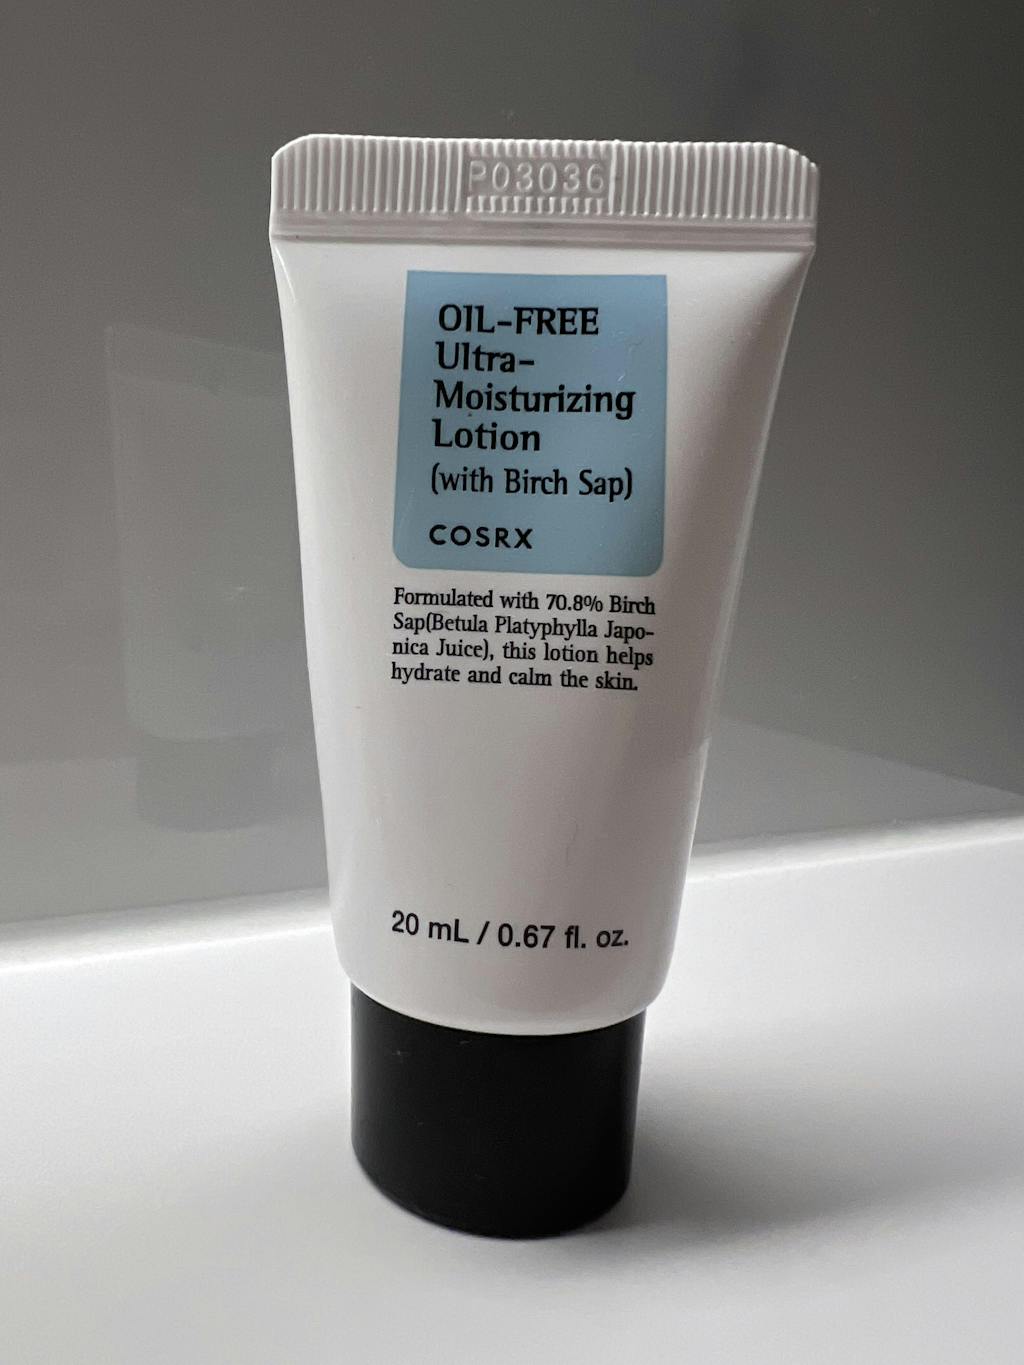 P03036
OIL-FREE
Ultra-
Moisturizing
Lotion
(with Birch Sap)
COSRX
Formulated with 70.8% Birch
Sap(Betula Platyphylla Japo-
nica Juice), this lotion helps
hydrate and calm the skin.
20 mL / 0.67 fl. oz.